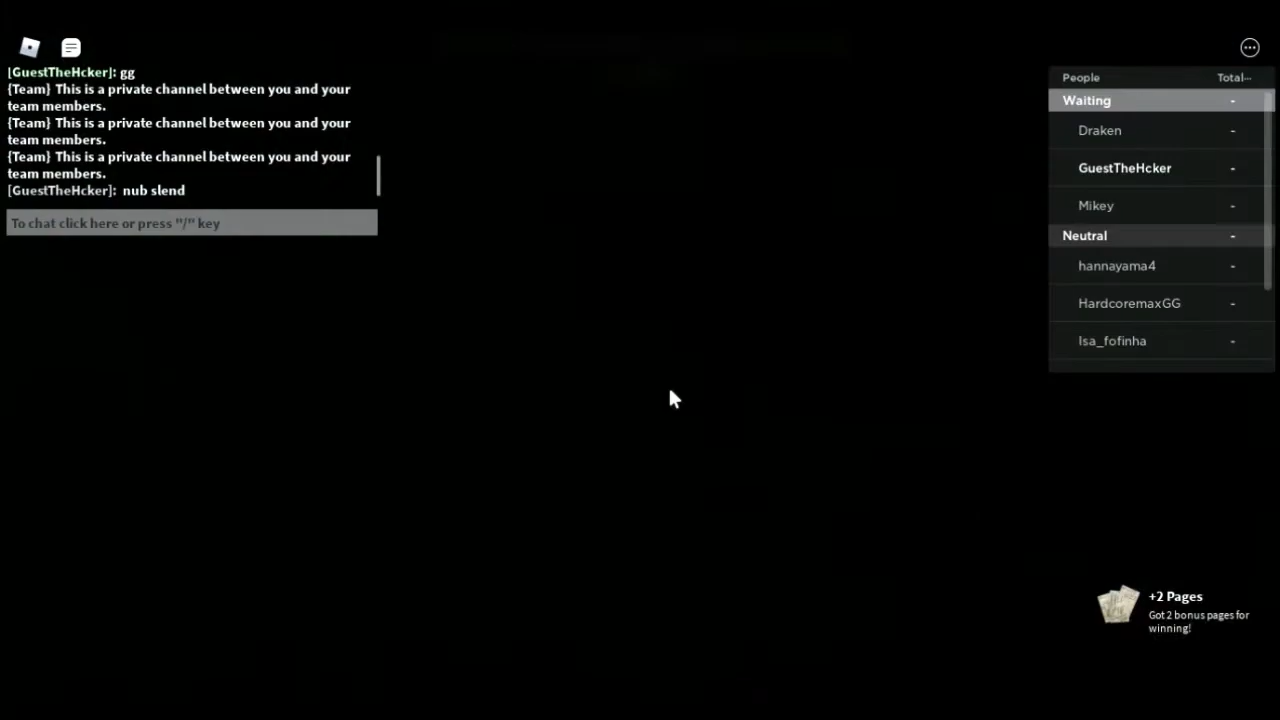 [GuestTheHcker]: gg
{Team} This is a private channel between you and your
team members.
{Team} This is a private channel between you and your
team members.
{Team} This is a private channel between you and your
team members.
[GuestTheHcker]: nub slend
To chat click here or press "/" key
People Total...
Waiting -
Draken -
GuestTheHcker -
Mikey -
Neutral -
hannayama4 -
HardcoremaxGG -
Isa_fofinha -
+2 Pages
Got 2 bonus pages for
winning!